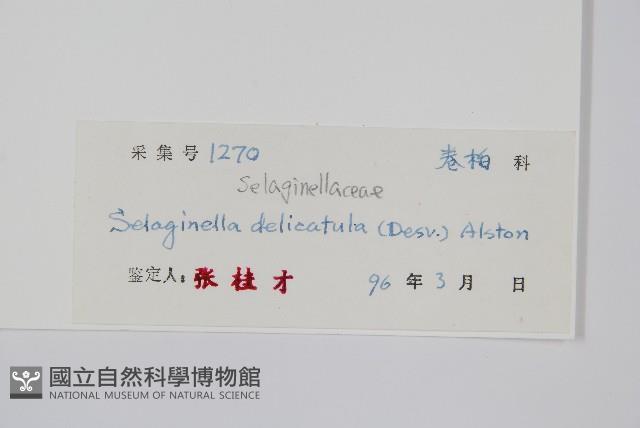 采集号 1270 卷柏 科
Selaginellaceae
Selaginella delicatula (Desv.) Alston
鉴定人: 张桂才 96 年 3 月 日
國立自然科學博物館
NATIONAL MUSEUM OF NATURAL SCIENCE